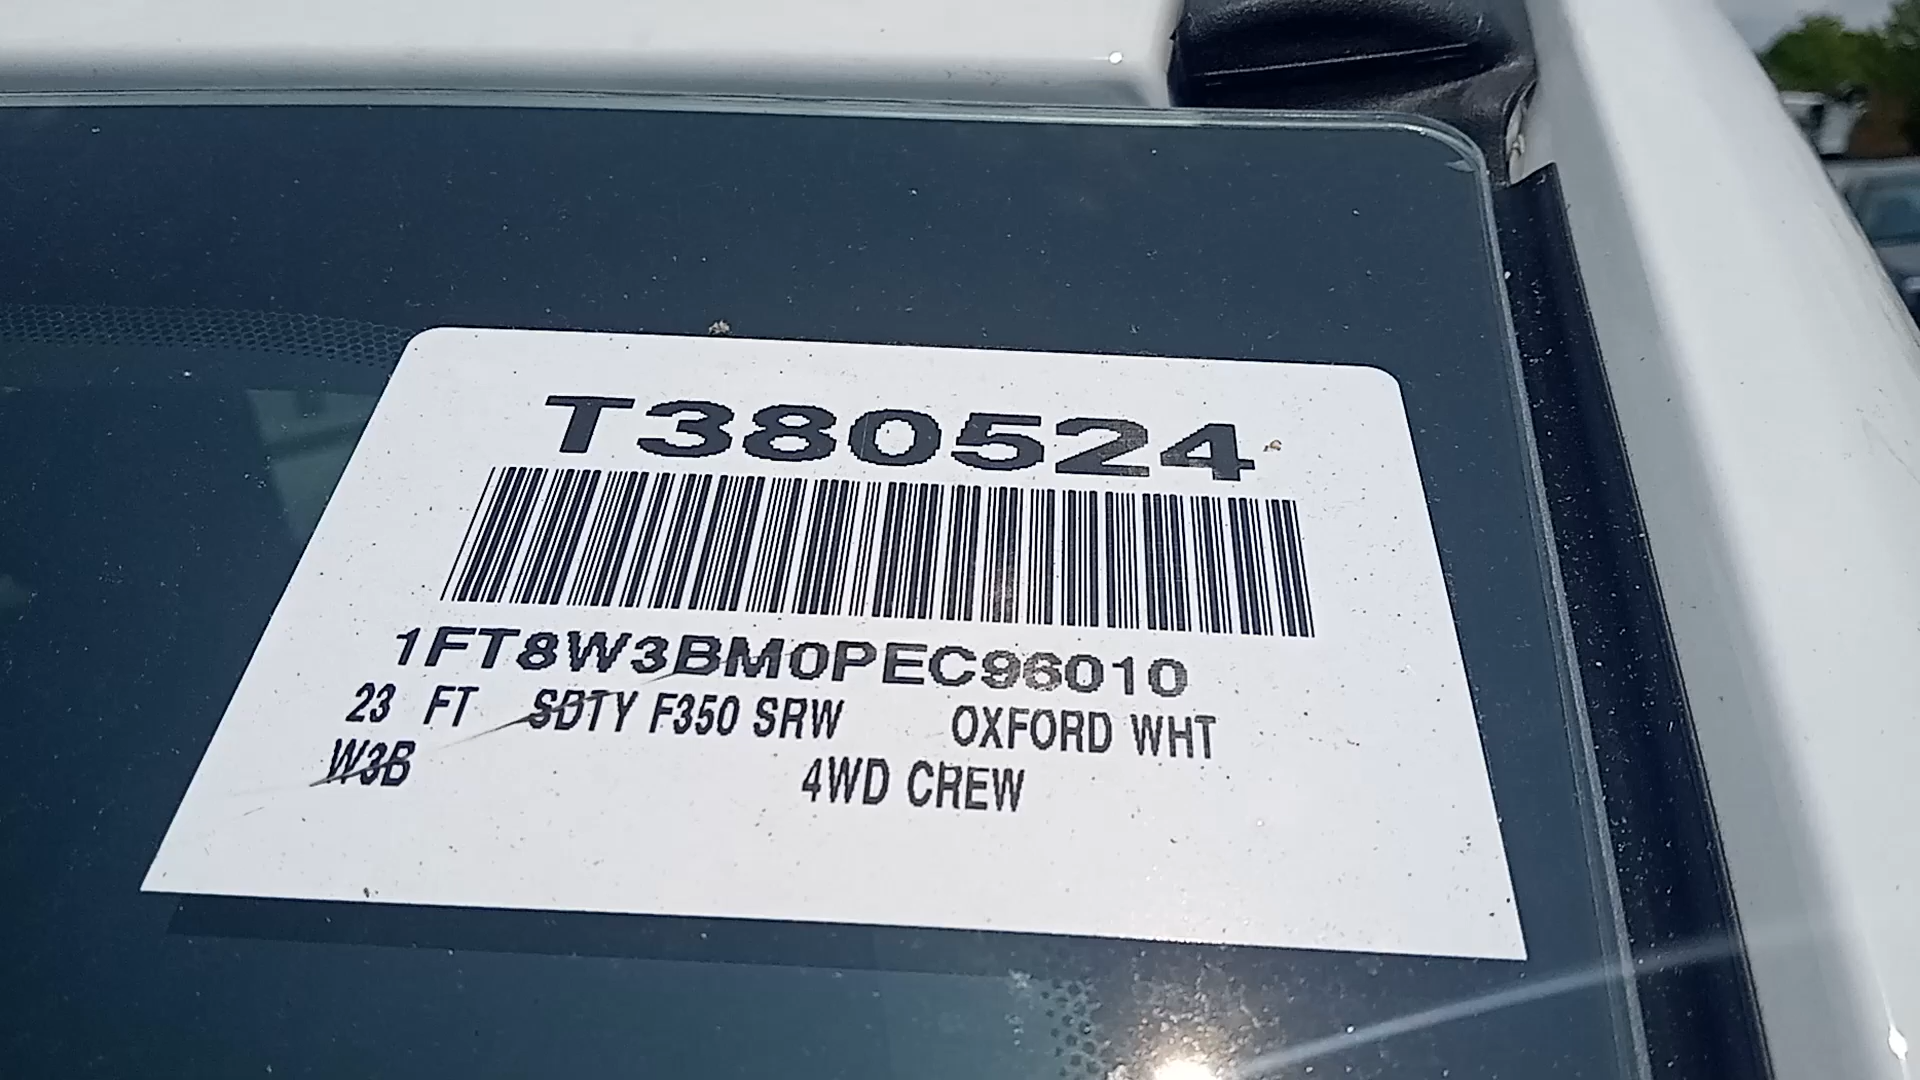 T380524
1FT8W3BM0PEC96010
23 FT SDTY F350 SRW OXFORD WHT
W3B 4WD CREW